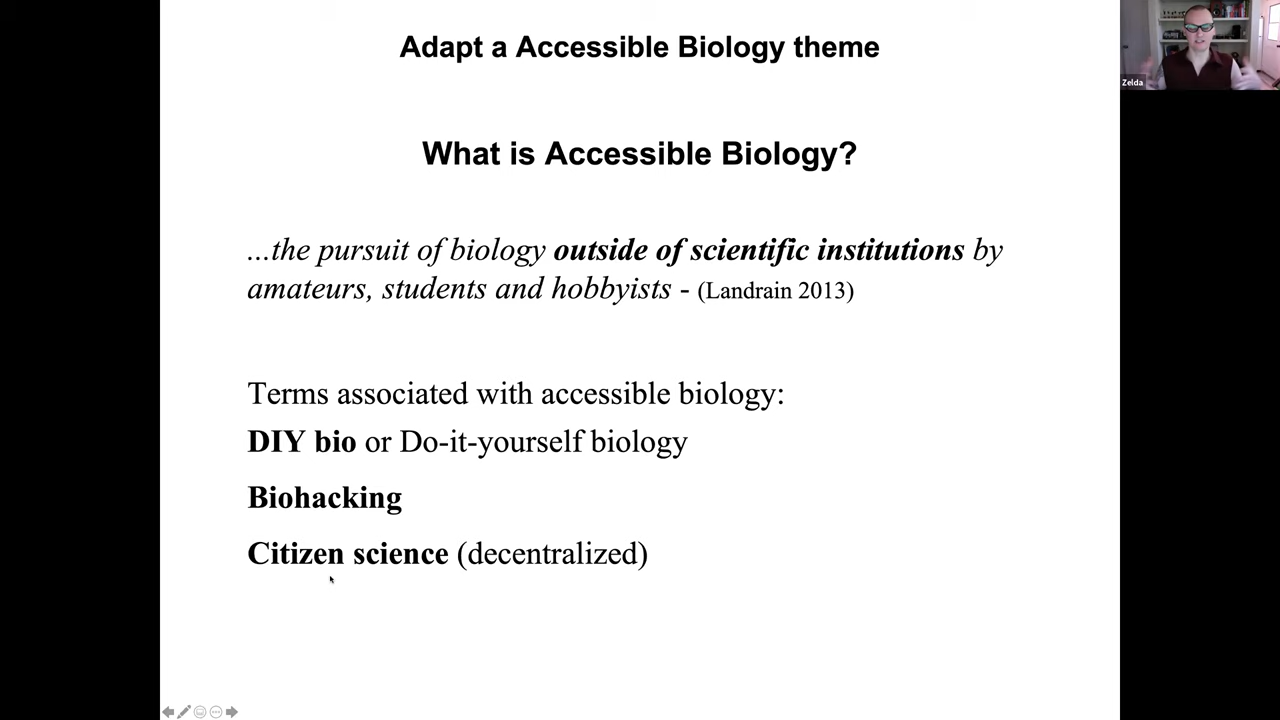 Adapt a Accessible Biology theme
What is Accessible Biology?
...the pursuit of biology outside of scientific institutions by
amateurs, students and hobbyists - (Landrain 2013)
Terms associated with accessible biology:
DIY bio or Do-it-yourself biology
Biohacking
Citizen science (decentralized)
Zelda